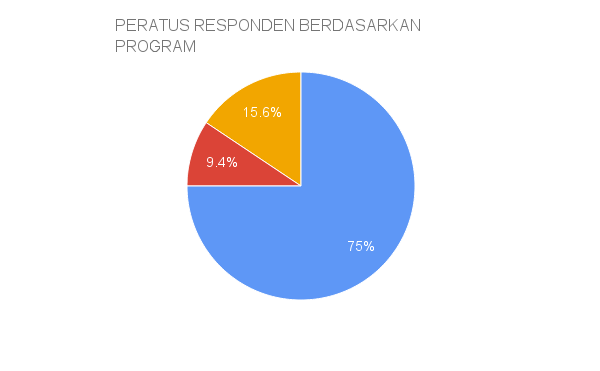 PERATUS RESPONDEN BERDASARKAN
PROGRAM
15.6%
9.4%
75%